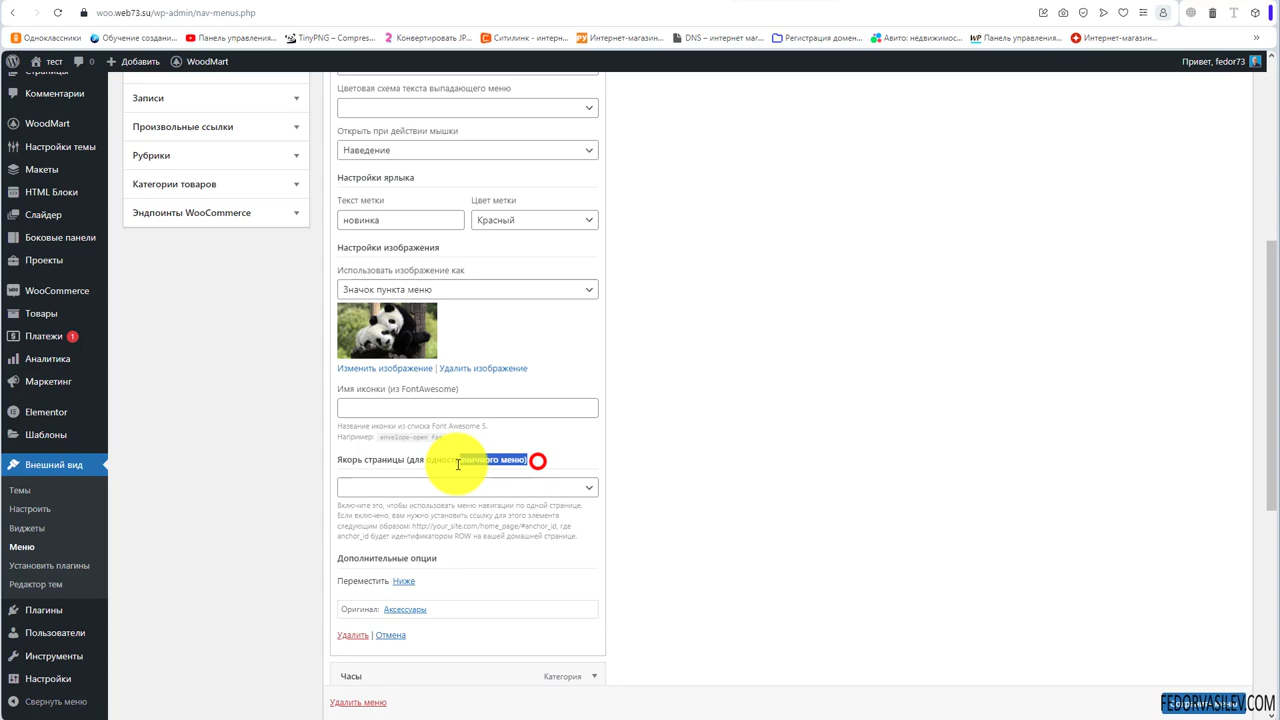 woo.web73.su/wp-admin/nav-menus.php
Одноклассники
Обучение создани...
Панель управления...
TinyPNG – Compres...
Конвертировать JP...
Ситилинк - интерн...
Интернет-магазин...
DNS – интернет маг...
Регистрация домен...
Авито: недвижимос...
Панель управления...
Интернет-магазин...
тест
0
Добавить
WoodMart
Привет, fedor73
Страницы
Комментарии
WoodMart
Настройки темы
Макеты
HTML Блоки
Слайдер
Боковые панели
Проекты
WooCommerce
Товары
Платежи 1
Аналитика
Маркетинг
Elementor
Шаблоны
Внешний вид
Темы
Настроить
Виджеты
Меню
Установить плагины
Редактор тем
Плагины
Пользователи
Инструменты
Настройки
Свернуть меню
Записи
Произвольные ссылки
Рубрики
Категории товаров
Эндпоинты WooCommerce
Цветовая схема текста выпадающего меню
Открыть при действии мышки
Наведение
Настройки ярлыка
Текст метки
Цвет метки
новинка
Красный
Настройки изображения
Использовать изображение как
Значок пункта меню
Изменить изображение | Удалить изображение
Имя иконки (из FontAwesome)
Название иконки из списка Font Awesome 5.
Например: envelope-open
Якорь страницы (для одностраничного меню)
Включите это, чтобы использовать меню навигации по одной странице.
Если включено, вам нужно установить ссылку для этого элемента
следующим образом: http://your_site.com/home_page/#anchor_id, где
anchor_id будет идентификатором ROW на вашей домашней странице.
Дополнительные опции
Переместить Ниже
Оригинал: Аксессуары
Удалить | Отмена
Часы
Категория
Удалить меню
FEDORVASILEV.COM